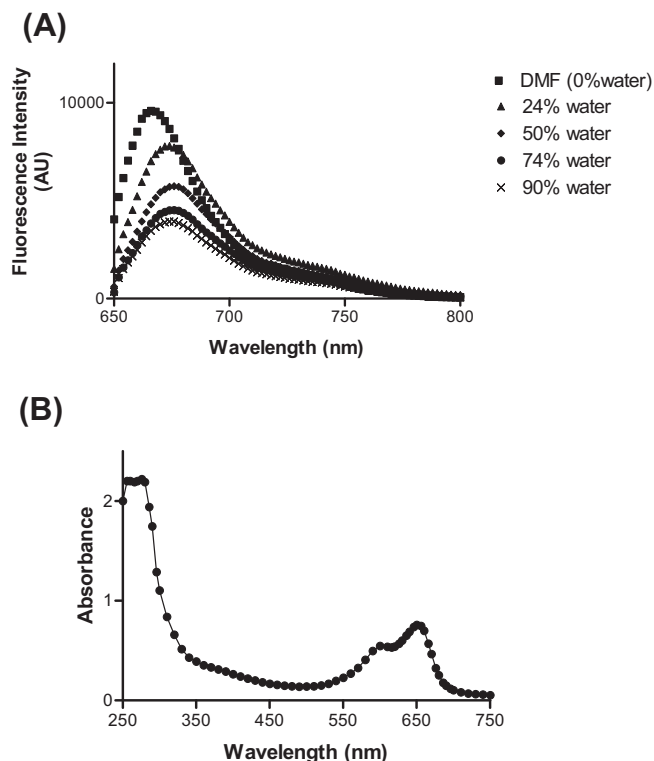 (A)
Fluorescence Intensity
(AU)
10000
0
650
700
750
800
Wavelength (nm)
DMF (0%water)
24% water
50% water
74% water
90% water
(B)
Absorbance
2
1
0
250
350
450
550
650
750
Wavelength (nm)